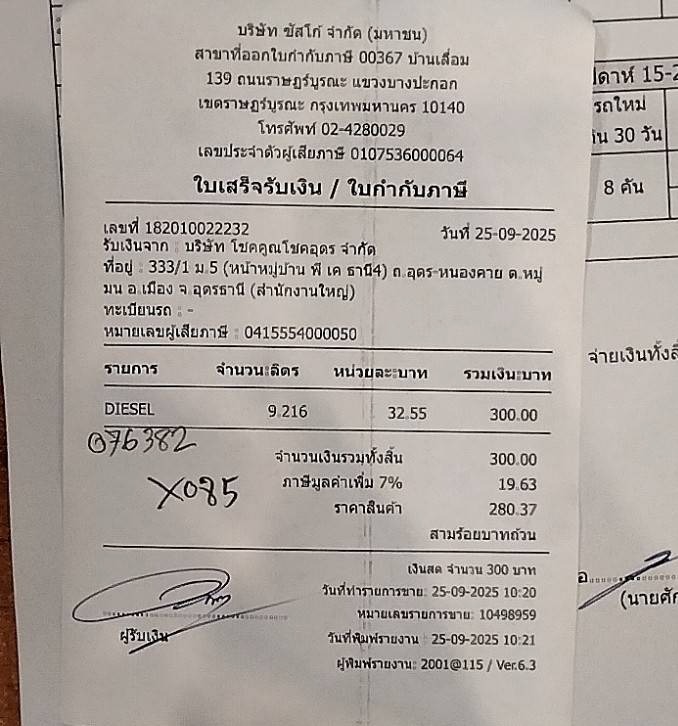 บริษัท ซัสโก้ จำกัด (มหาชน)
สาขาที่ออกใบกำกับภาษี 00367 บ้านเลื่อม
139 ถนนราษฎร์บูรณะ แขวงบางปะกอก
เขตราษฎร์บูรณะ กรุงเทพมหานคร 10140
โทรศัพท์ 02-4280029
เลขประจำตัวผู้เสียภาษี 0107536000064
ใบเสร็จรับเงิน / ใบกำกับภาษี
เลขที่ 182010022232 วันที่ 25-09-2025
รับเงินจาก : บริษัท โชคคูณโชคอุดร จำกัด
ที่อยู่ : 333/1 ม.5 (หน้าหมู่บ้าน พี เค ธานี4) ถ.อุดร-หนองคาย ต.หมู
มน อ.เมือง จ.อุดรธานี (สำนักงานใหญ่)
ทะเบียนรถ : -
หมายเลขผู้เสียภาษี : 0415554000050
รายการ จำนวน:ลิตร หน่วยละ:บาท รวมเงิน:บาท
DIESEL 9.216 32.55 300.00
076382
จำนวนเงินรวมทั้งสิ้น 300.00
X085
ภาษีมูลค่าเพิ่ม 7% 19.63
ราคาสินค้า 280.37
สามร้อยบาทถ้วน
เงินสด จำนวน 300 บาท
วันที่ทำรายการขาย: 25-09-2025 10:20
หมายเลขรายการขาย: 10498959
ผู้รับเงิน
วันที่พิมพ์รายงาน : 25-09-2025 10:21
ผู้พิมพ์รายงาน: 2001@115 / Ver.6.3
ดาห์ 15-2
รถใหม่
30 วัน
8 คัน
จ่ายเงินทั้งสิ
(นายศัก